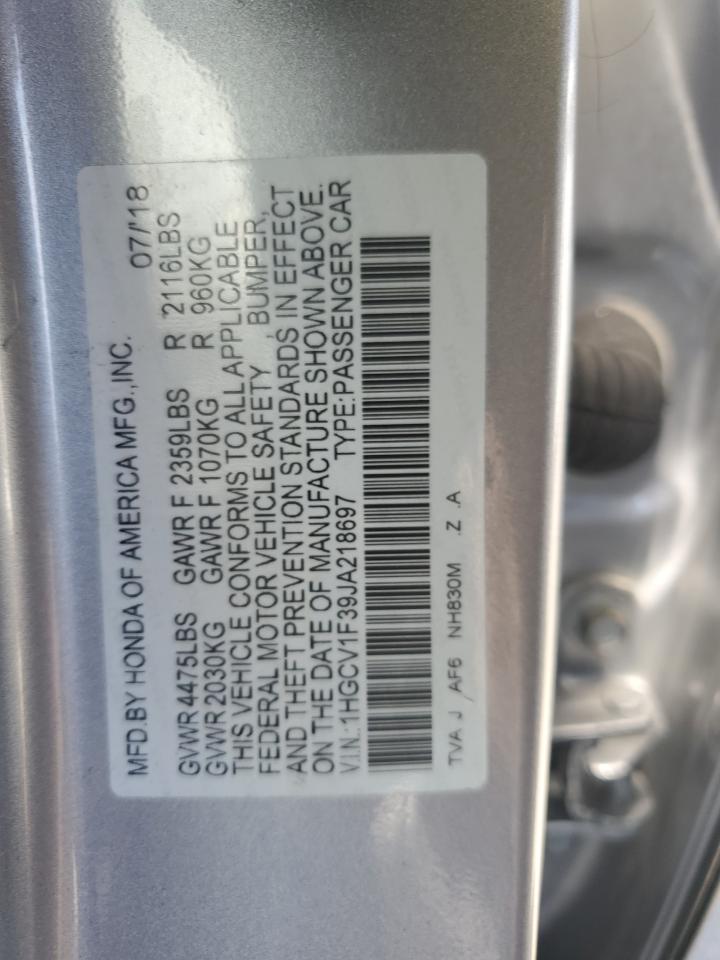 MFD.BY HONDA OF AMERICA MFG.,INC. 07/'18
GVWR 4475LBS GAWR F 2359LBS R 2116LBS
GVWR 2030KG GAWR F 1070KG R 960KG
THIS VEHICLE CONFORMS TO ALL APPLICABLE
FEDERAL MOTOR VEHICLE SAFETY, BUMPER,
AND THEFT PREVENTION STANDARDS IN EFFECT
ON THE DATE OF MANUFACTURE SHOWN ABOVE.
V.I.N.:1HGCV1F39JA218697 TYPE:PASSENGER CAR
TVA J / AF6 NH830M .Z .A